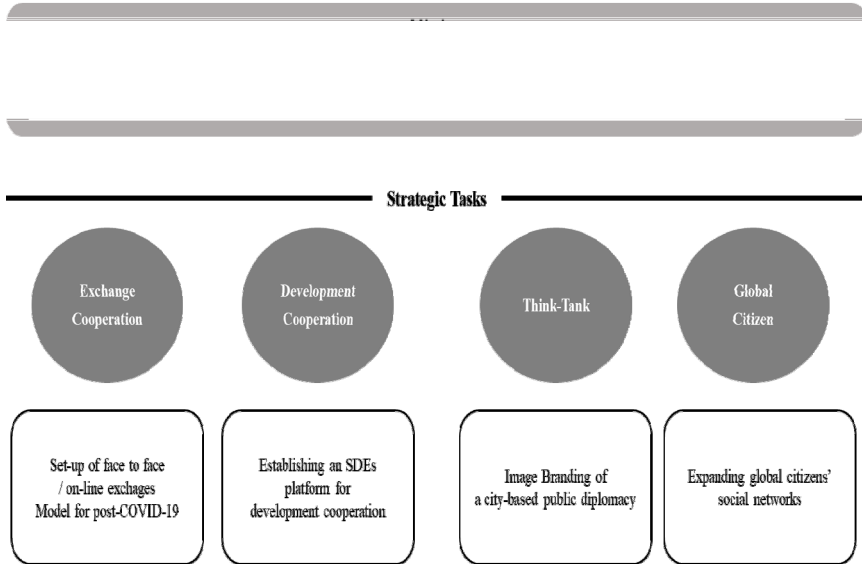 Strategic Tasks
Exchange
Cooperation
Development
Cooperation
Think-Tank
Global
Citizen
Set-up of face to face
/ on-line exchages
Model for post-COVID-19
Establishing an SDEs
platform for
development cooperation
Image Branding of
a city-based public diplomacy
Expanding global citizens’
social networks